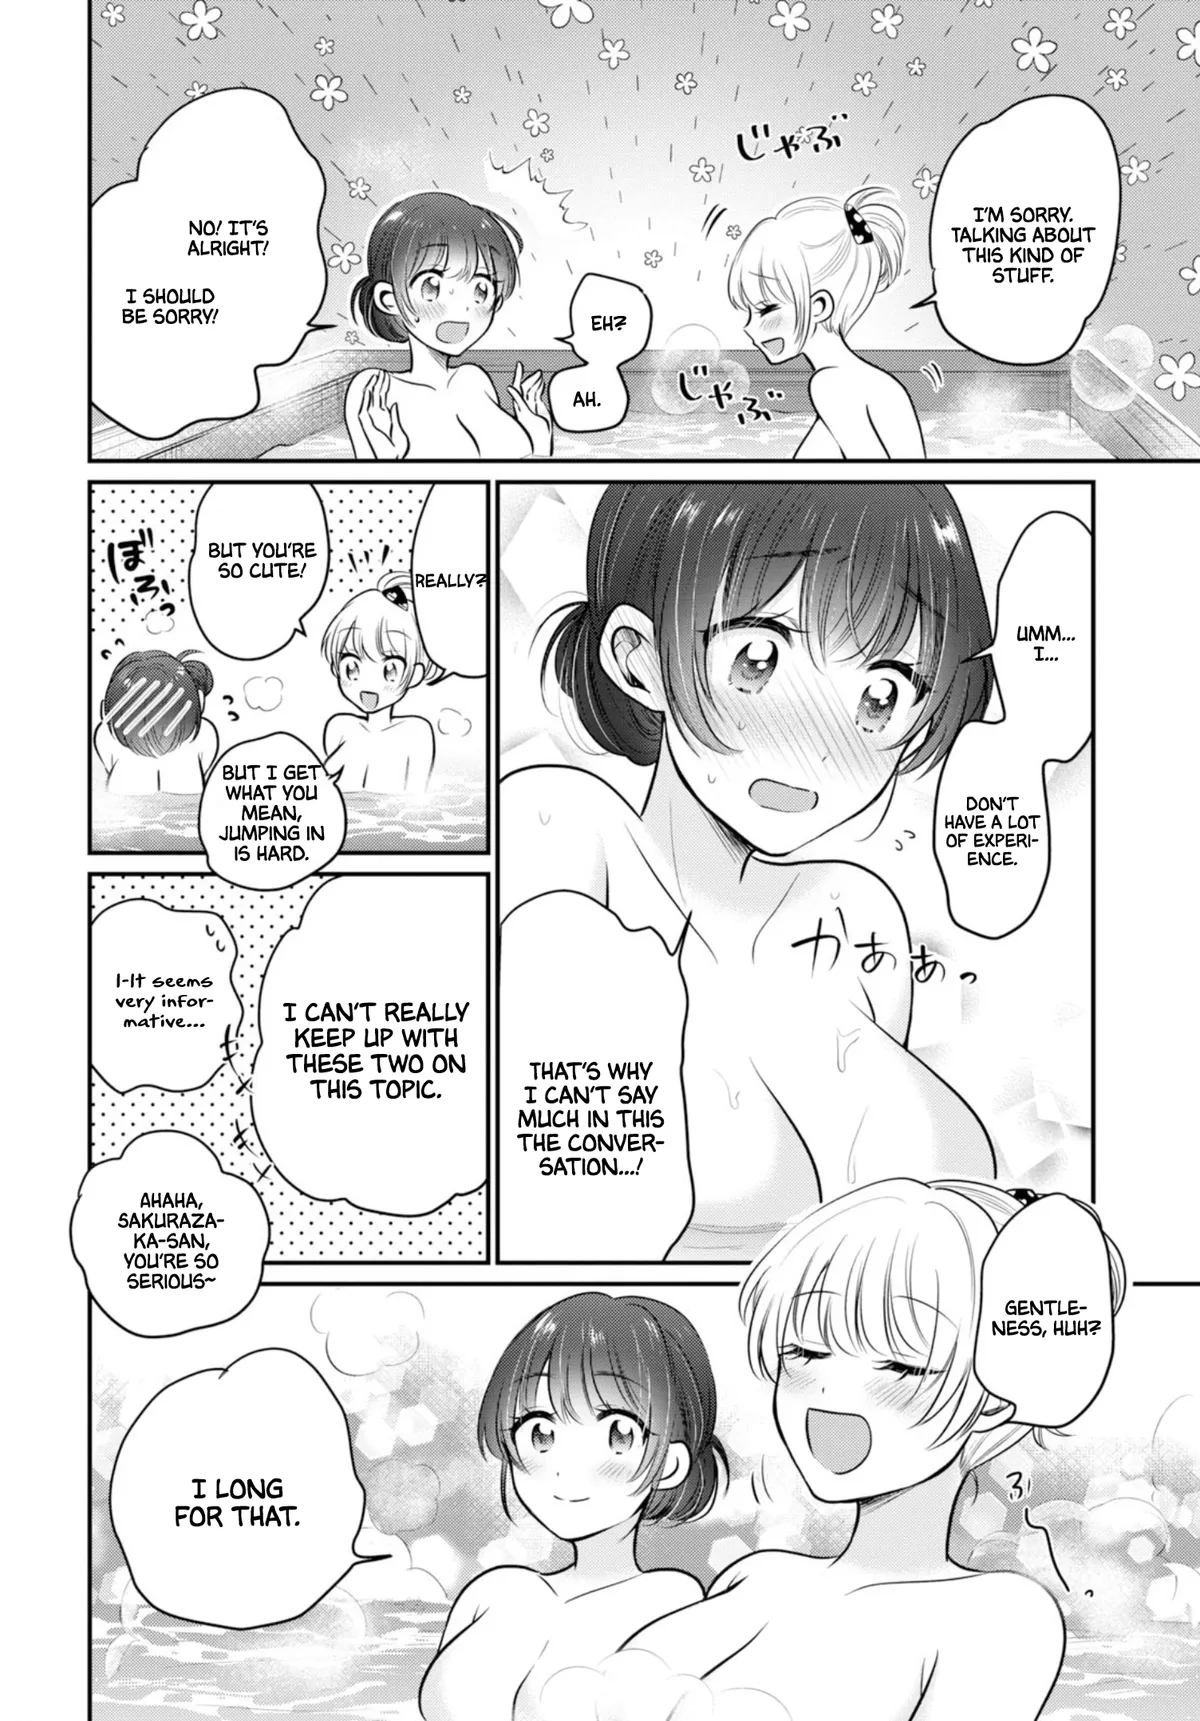 I'M SORRY.
TALKING ABOUT
THIS KIND OF
STUFF.
じゃぶ
EH?
AH.
じゃぶ
NO! IT'S
ALRIGHT!
I SHOULD
BE SORRY!
UMM...
I...
DON'T
HAVE A LOT
OF EXPERI-
ENCE.
かああぁっ
THAT'S WHY
I CAN'T SAY
MUCH IN THIS
THE CONVER-
SATION...!
REALLY?
BUT YOU'RE
SO CUTE!
ぼふっ
BUT I GET
WHAT YOU
MEAN,
JUMPING IN
IS HARD.
I CAN'T REALLY
KEEP UP WITH
THESE TWO ON
THIS TOPIC.
I-It seems
very infor-
mative...
AHAHA,
SAKURAZA-
KA-SAN,
YOU'RE SO
SERIOUS~
GENTLE-
NESS, HUH?
ふぅ
I LONG
FOR THAT.